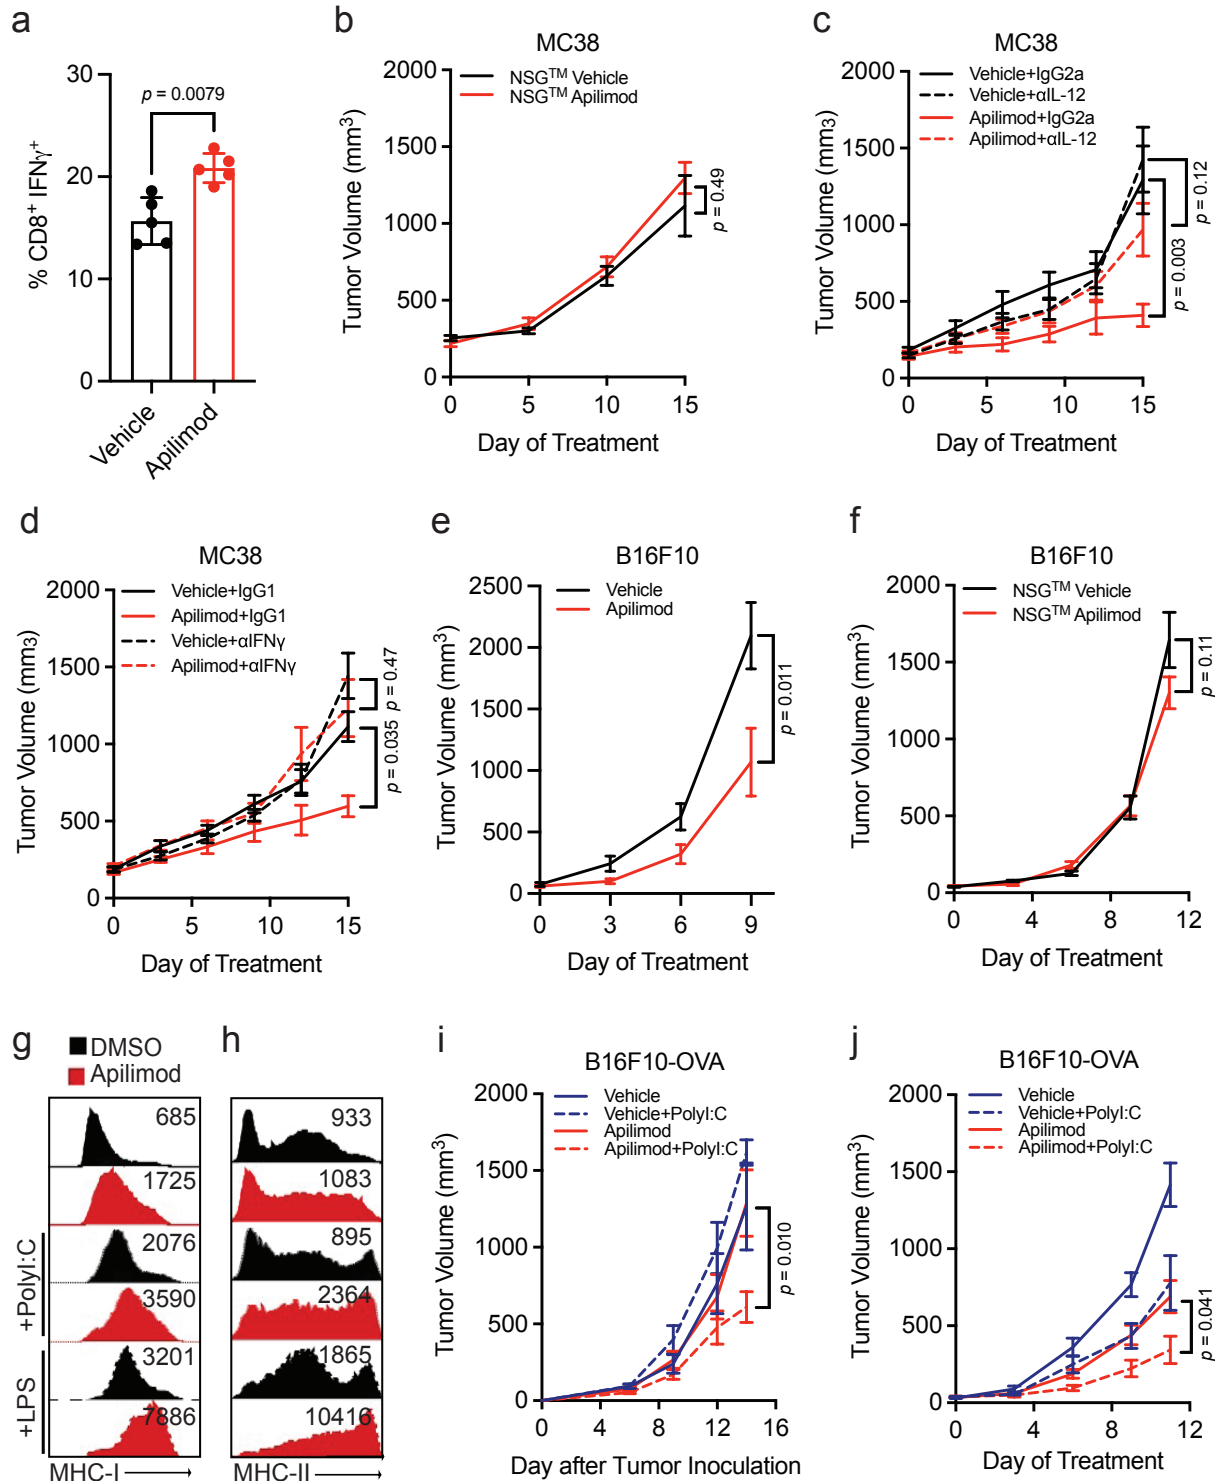 a
30
20
10
0
% CD8+ IFNγ+
p = 0.0079
Vehicle
Apilimod
b
MC38
NSG™ Vehicle
NSG™ Apilimod
2000
1500
1000
500
0
Tumor Volume (mm3)
p = 0.49
0 5 10 15
Day of Treatment
c
MC38
Vehicle+IgG2a
Vehicle+αIL-12
Apilimod+IgG2a
Apilimod+αIL-12
2000
1500
1000
500
0
Tumor Volume (mm3)
p = 0.12
p = 0.003
0 5 10 15
Day of Treatment
d
MC38
Vehicle+IgG1
Apilimod+IgG1
Vehicle+αIFNγ
Apilimod+αIFNγ
2000
1500
1000
500
0
Tumor Volume (mm3)
p = 0.47
p = 0.035
0 5 10 15
Day of Treatment
e
B16F10
Vehicle
Apilimod
2500
2000
1500
1000
500
0
Tumor Volume (mm3)
p = 0.011
0 3 6 9
Day of Treatment
f
B16F10
NSG™ Vehicle
NSG™ Apilimod
2000
1500
1000
500
0
Tumor Volume (mm3)
p = 0.11
0 4 8 12
Day of Treatment
g
DMSO
Apilimod
685
1725
2076
3590
3201
7886
+PolyI:C
+LPS
MHC-I
h
933
1083
895
2364
1865
10416
MHC-II
i
B16F10-OVA
Vehicle
Vehicle+PolyI:C
Apilimod
Apilimod+PolyI:C
2000
1500
1000
500
0
Tumor Volume (mm3)
p = 0.010
0 4 8 12 16
Day after Tumor Inoculation
j
B16F10-OVA
Vehicle
Vehicle+PolyI:C
Apilimod
Apilimod+PolyI:C
2000
1500
1000
500
0
Tumor Volume (mm3)
p = 0.041
0 4 8 12
Day of Treatment